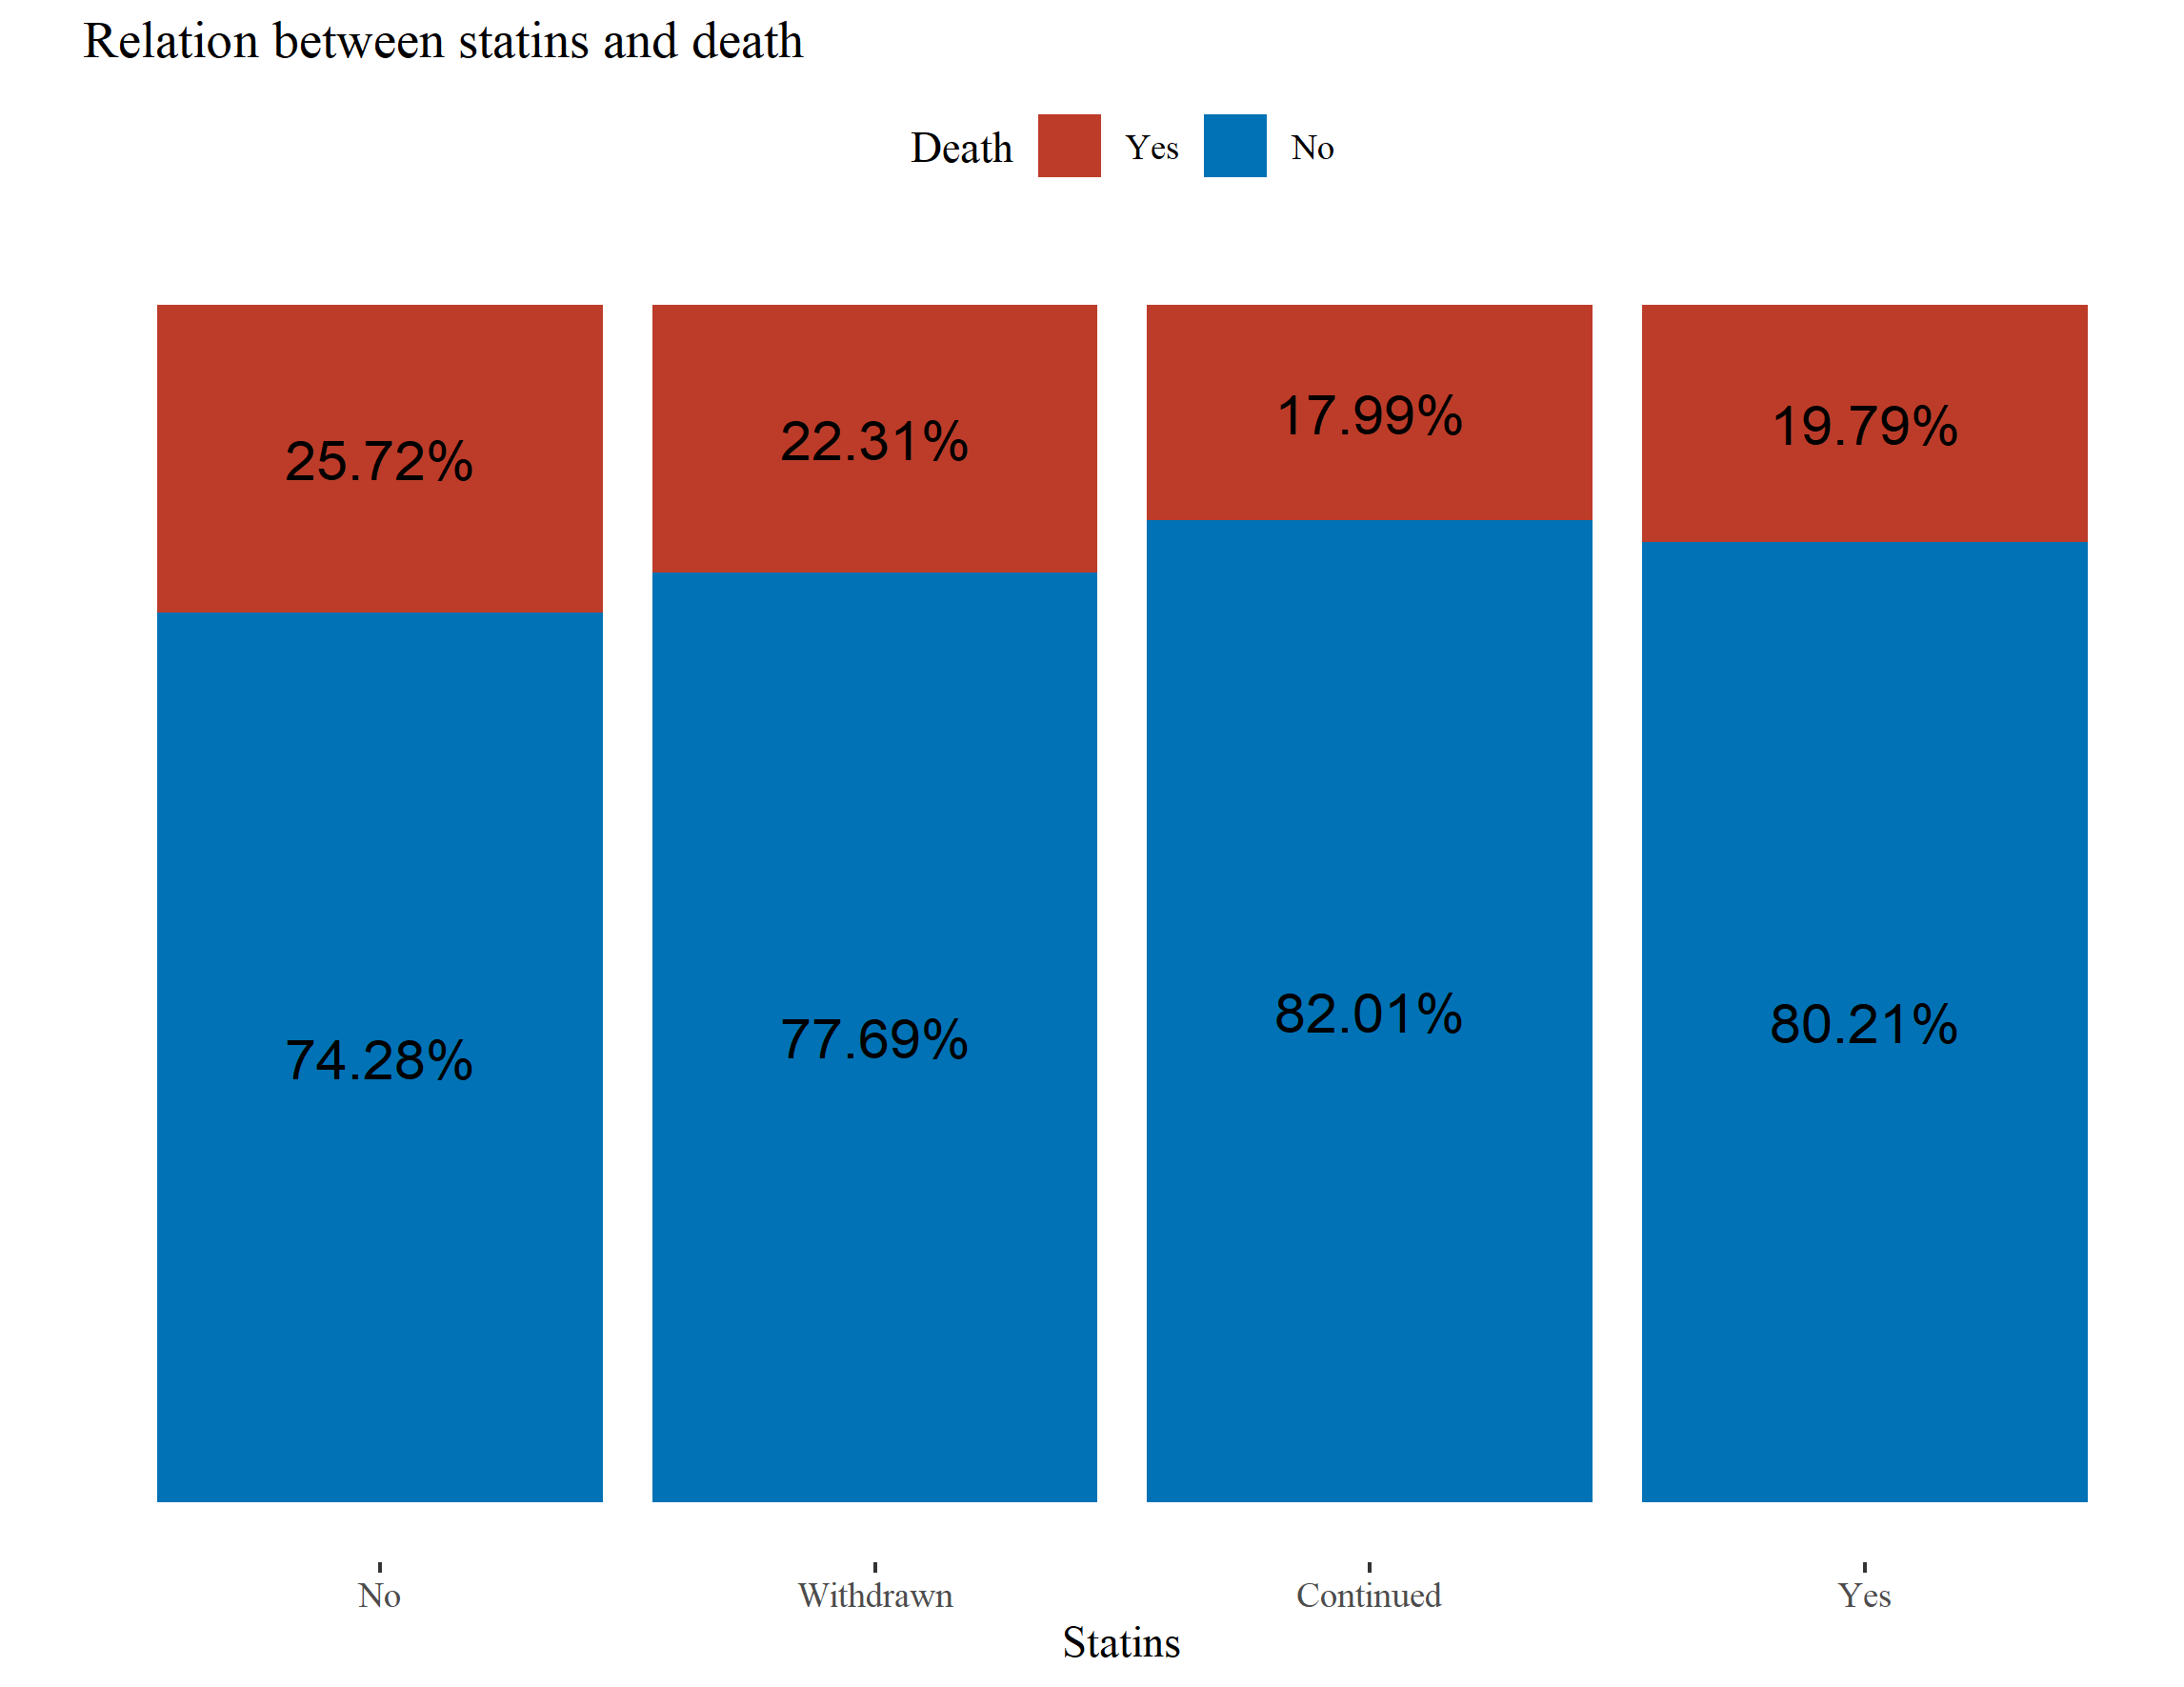 Relation between statins and death
Death Yes No
25.72% 22.31% 17.99% 19.79%
74.28% 77.69% 82.01% 80.21%
No Withdrawn Continued Yes
Statins